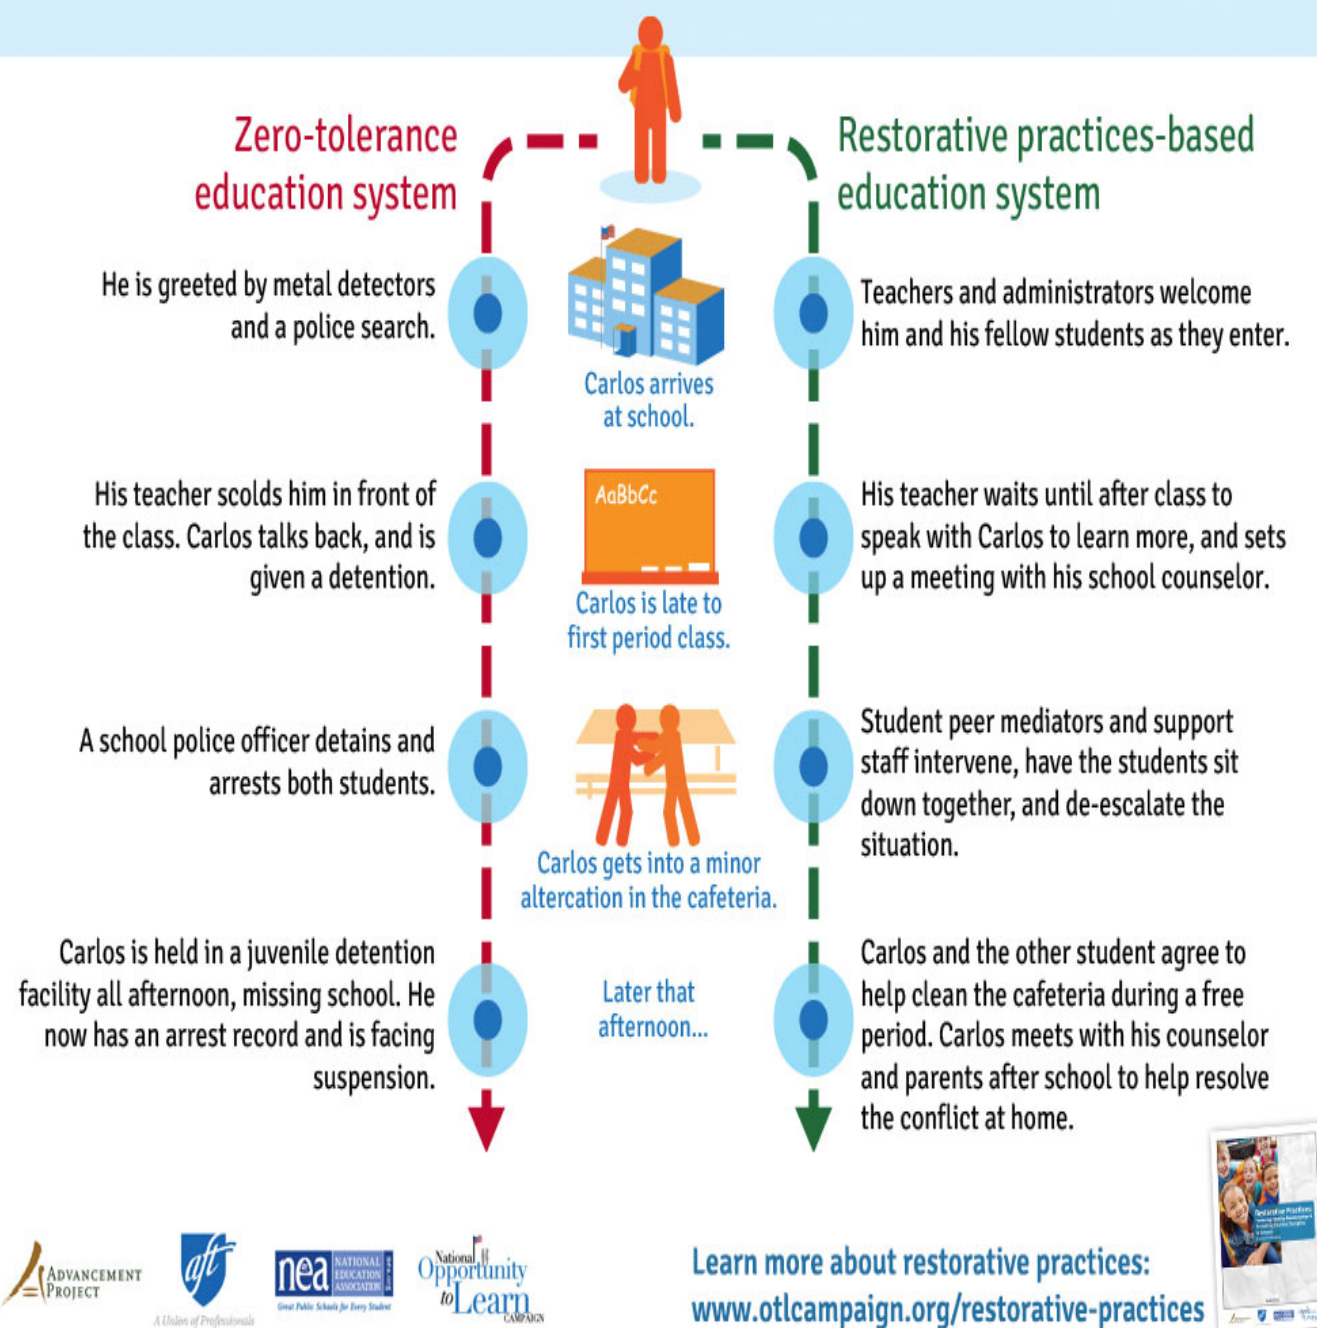 Zero-tolerance
education system
Restorative practices-based
education system
He is greeted by metal detectors
and a police search.
Carlos arrives
at school.
Teachers and administrators welcome
him and his fellow students as they enter.
His teacher scolds him in front of
the class. Carlos talks back, and is
given a detention.
AaBbCc
Carlos is late to
first period class.
His teacher waits until after class to
speak with Carlos to learn more, and sets
up a meeting with his school counselor.
A school police officer detains and
arrests both students.
Carlos gets into a minor
altercation in the cafeteria.
Student peer mediators and support
staff intervene, have the students sit
down together, and de-escalate the
situation.
Carlos is held in a juvenile detention
facility all afternoon, missing school. He
now has an arrest record and is facing
suspension.
Later that
afternoon...
Carlos and the other student agree to
help clean the cafeteria during a free
period. Carlos meets with his counselor
and parents after school to help resolve
the conflict at home.
ADVANCEMENT
PROJECT
aft
A Union of Professionals
nea
NATIONAL
EDUCATION
ASSOCIATION
Great Public Schools for Every Student
National
Opportunity
to Learn
CAMPAIGN
Learn more about restorative practices:
www.otlcampaign.org/restorative-practices
Restorative Practices